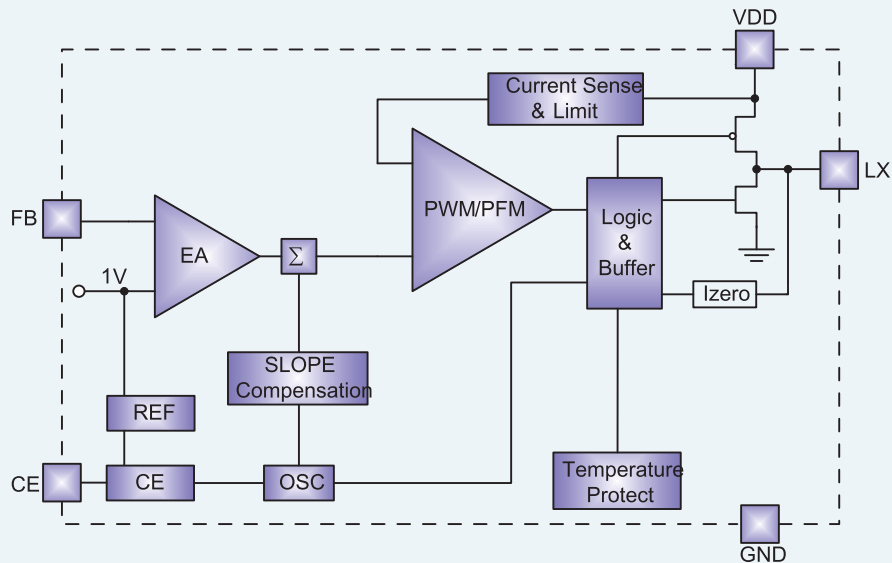 VDD
Current Sense
& Limit
LX
PWM/PFM
FB
Logic
&
Buffer
EA
Σ
1V
Izero
SLOPE
Compensation
REF
CE
CE
OSC
Temperature
Protect
GND